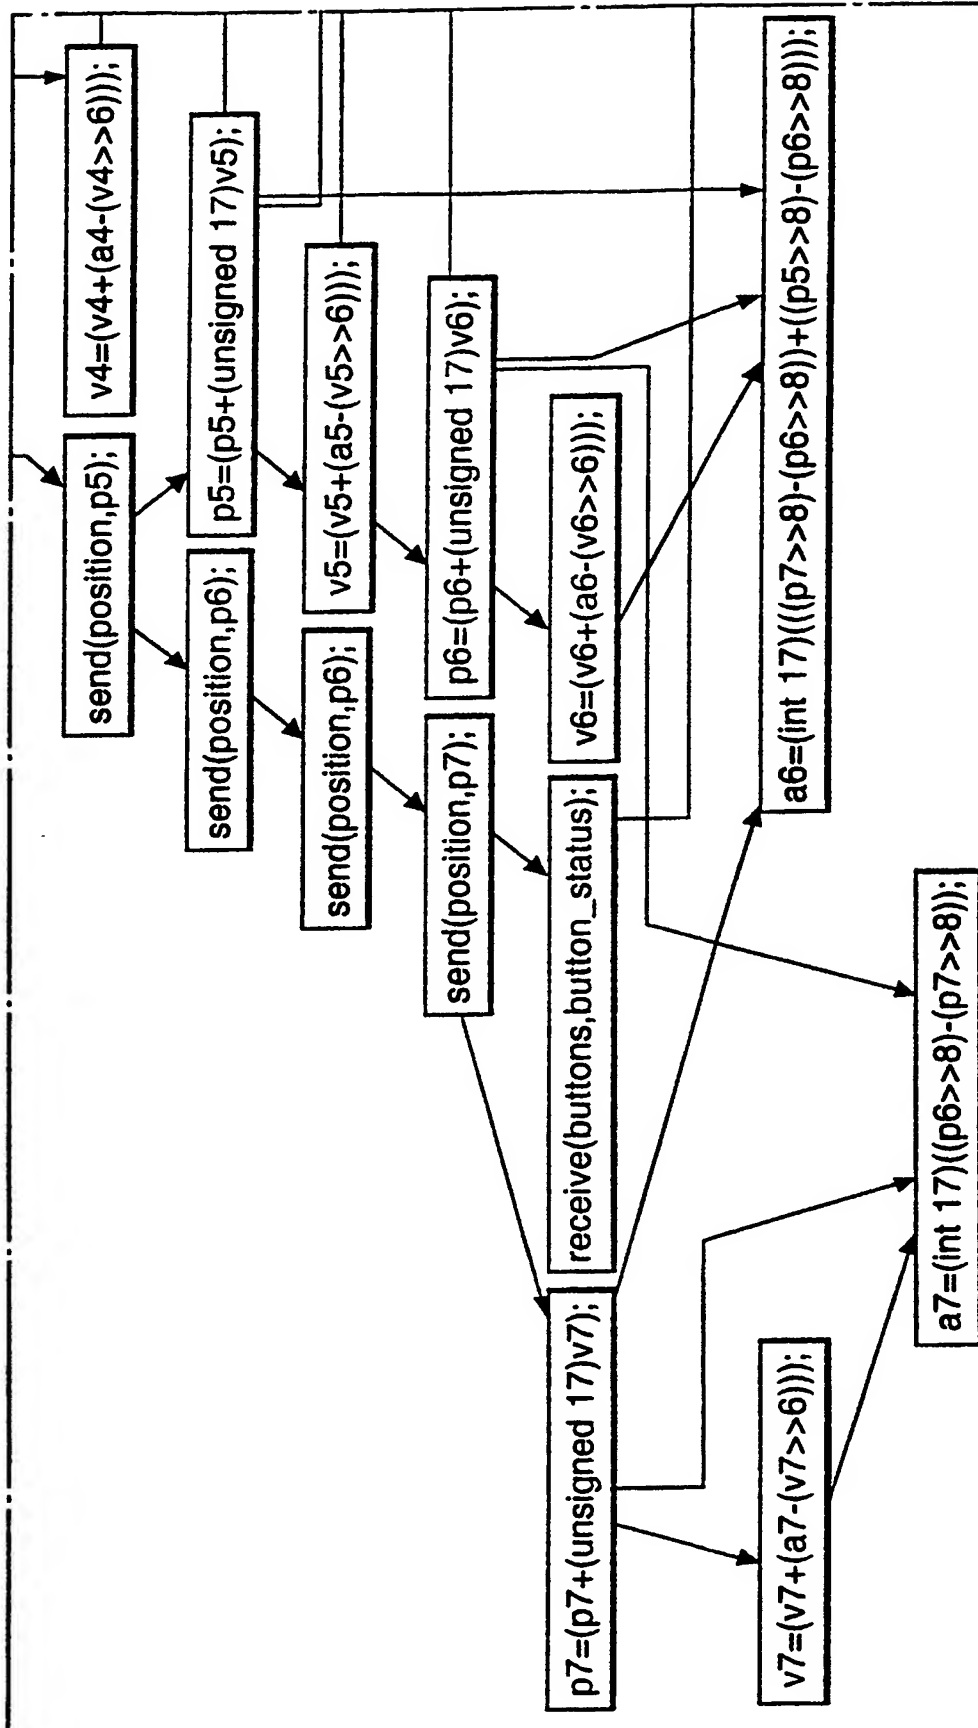 send(position,p5);
v4=(v4+(a4-(v4>>6)));
send(position,p6);
p5=(p5+(unsigned 17)v5);
send(position,p6);
v5=(v5+(a5-(v5>>6)));
send(position,p7);
p6=(p6+(unsigned 17)v6);
p7=(p7+(unsigned 17)v7);
receive(buttons,button_status);
v6=(v6+(a6-(v6>>6)));
v7=(v7+(a7-(v7>>6)));
a6=(int 17)(((p7>>8)-(p6>>8))+((p5>>8)-(p6>>8)));
a7=(int 17)((p6>>8)-(p7>>8));